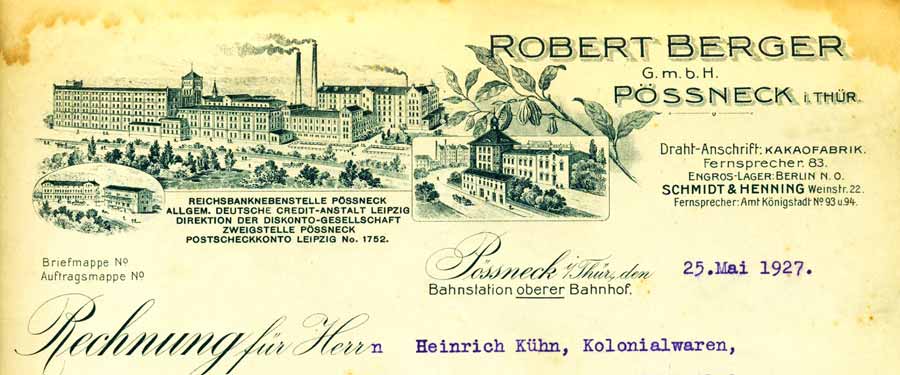 ROBERT BERGER
G.m.b.H.
PÖSSNECK i. THÜR.
Draht-Anschrift: KAKAOFABRIK.
Fernsprecher. 83.
ENGROS-LAGER: BERLIN N.O.
SCHMIDT & HENNING Weinstr. 22.
Fernsprecher: Amt Königstadt No 93 u. 94.
REICHSBANKNEBENSTELLE PÖSSNECK
ALLGEM. DEUTSCHE CREDIT-ANSTALT LEIPZIG
DIREKTION DER DISKONTO-GESELLSCHAFT
ZWEIGSTELLE PÖSSNECK
POSTSCHECKKONTO LEIPZIG No. 1752.
Briefmappe No
Auftragsmappe No
Pössneck i/Thür., den 25.Mai 1927.
Bahnstation oberer Bahnhof.
Rechnung für Herrn Heinrich Kühn, Kolonialwaren,